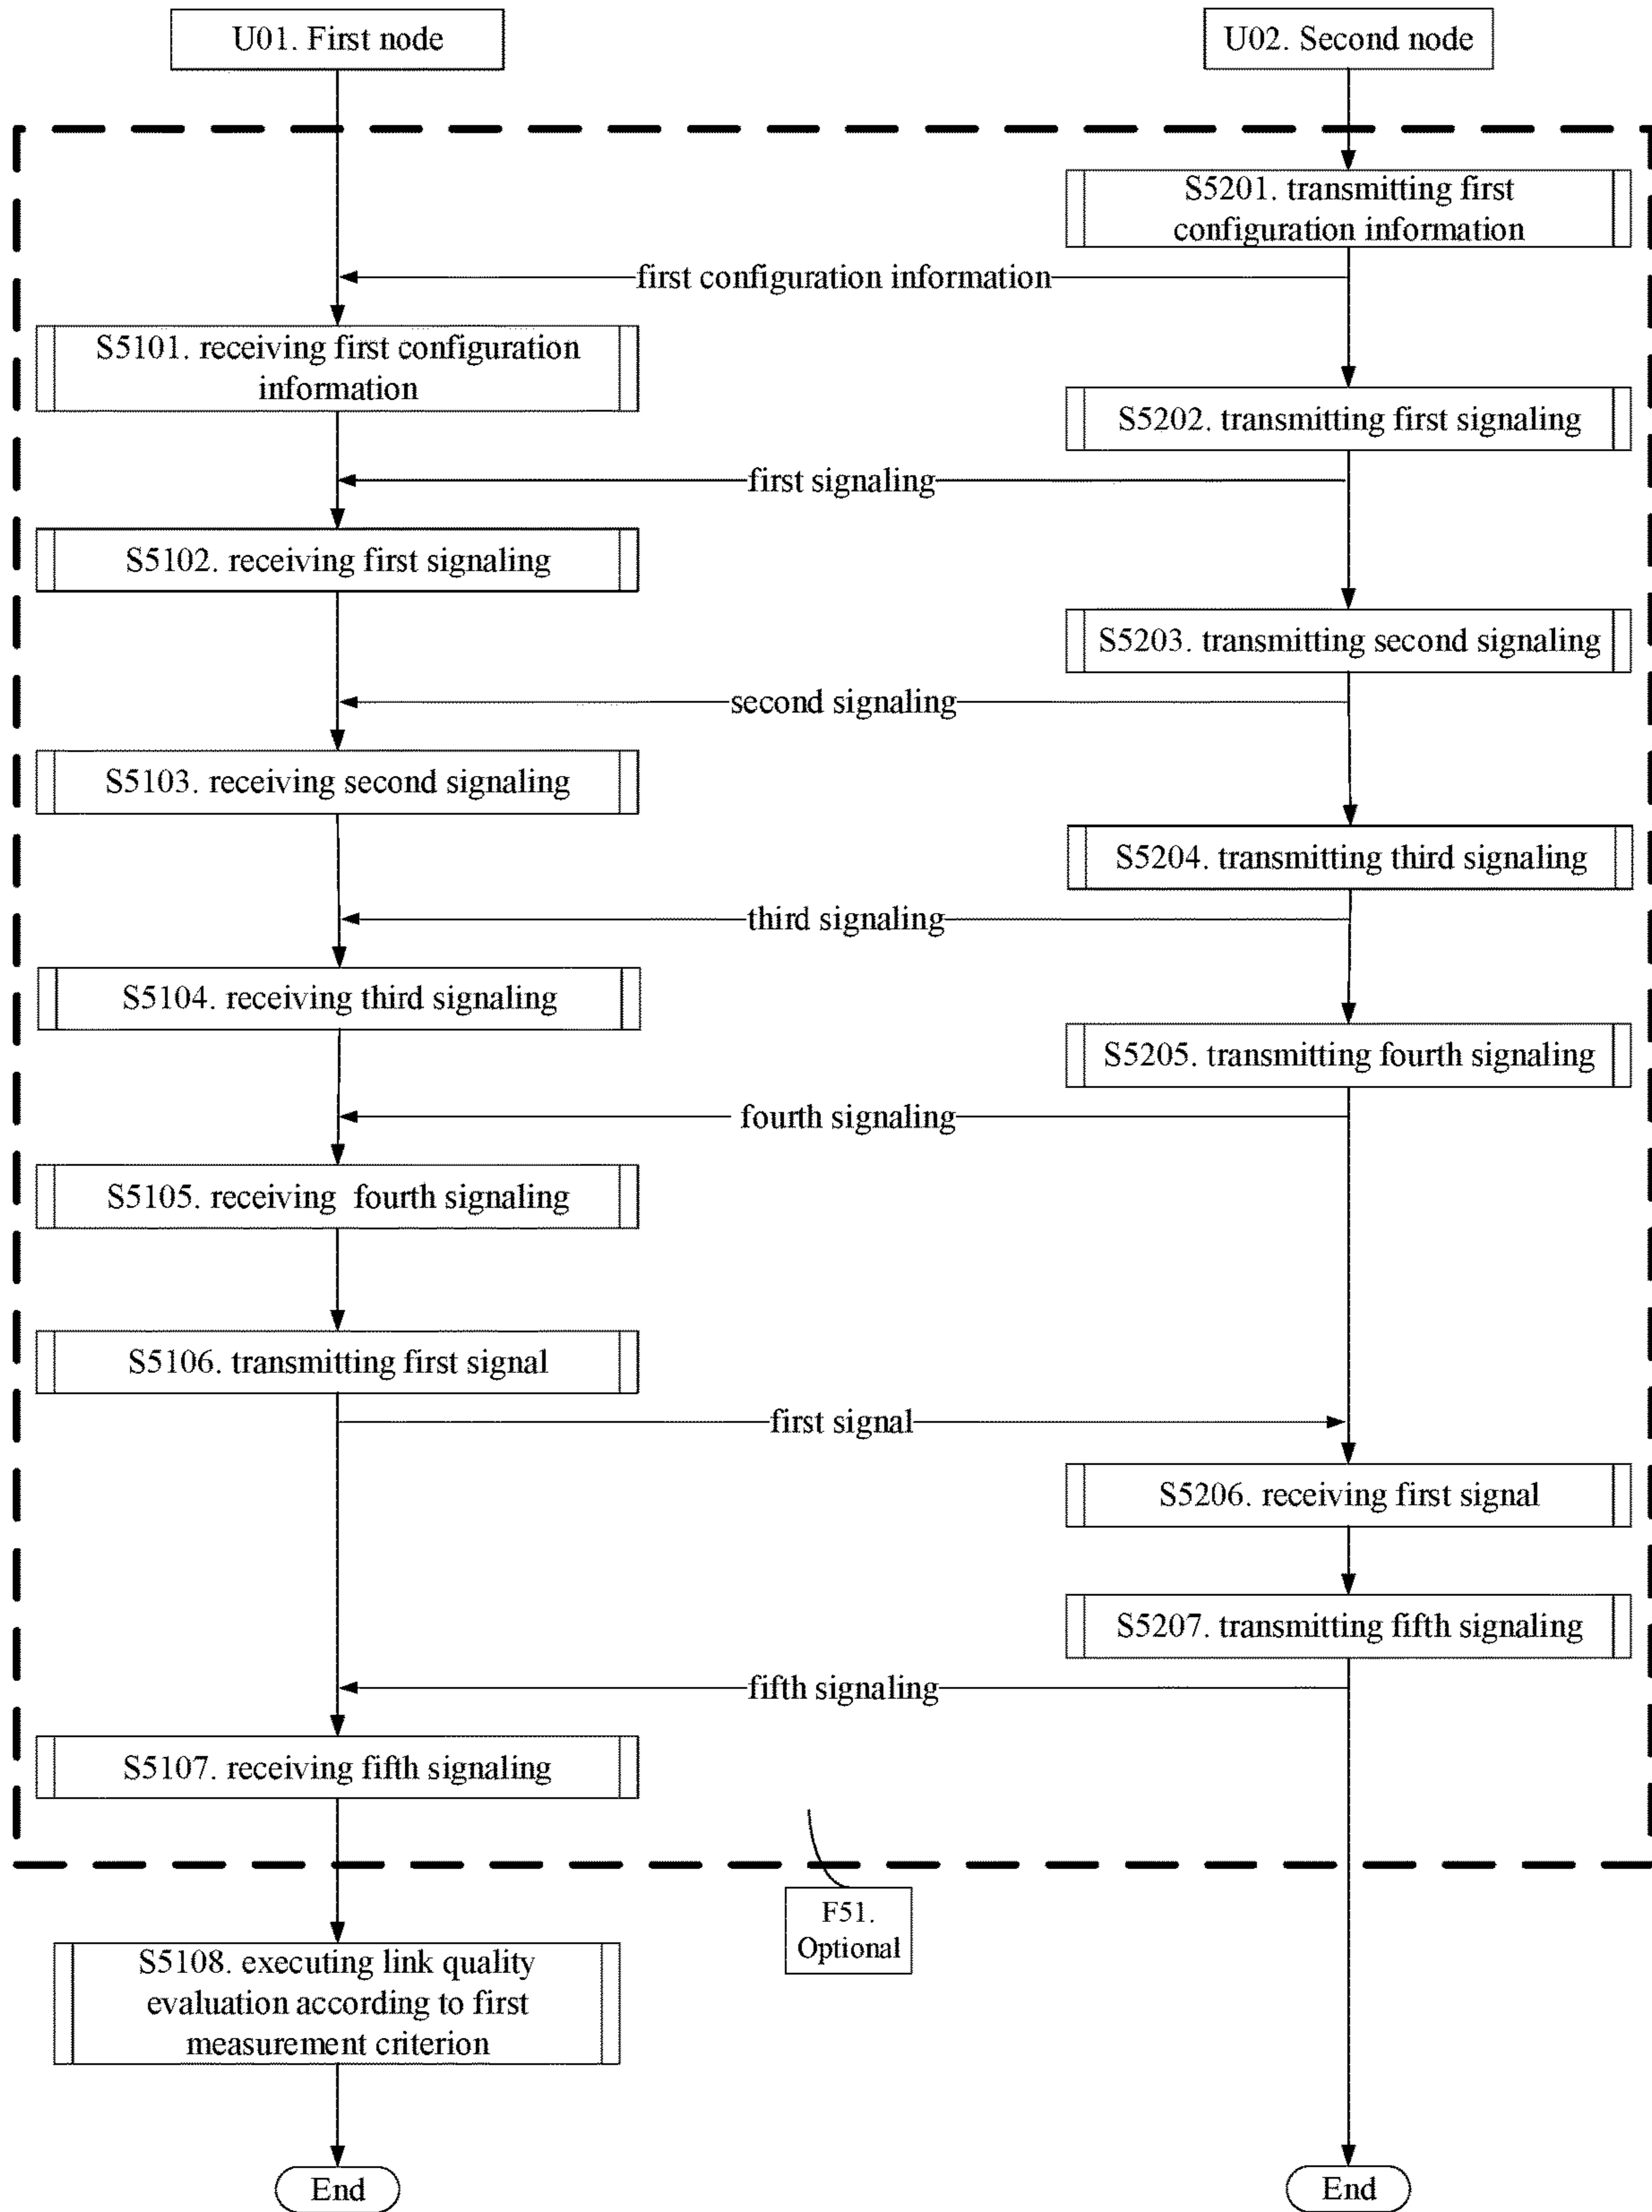 U01. First node
U02. Second node
S5201. transmitting first
configuration information
first configuration information
S5101. receiving first configuration
information
S5202. transmitting first signaling
first signaling
S5102. receiving first signaling
S5203. transmitting second signaling
second signaling
S5103. receiving second signaling
S5204. transmitting third signaling
third signaling
S5104. receiving third signaling
S5205. transmitting fourth signaling
fourth signaling
S5105. receiving fourth signaling
S5106. transmitting first signal
first signal
S5206. receiving first signal
S5207. transmitting fifth signaling
fifth signaling
S5107. receiving fifth signaling
F51.
Optional
S5108. executing link quality
evaluation according to first
measurement criterion
End
End